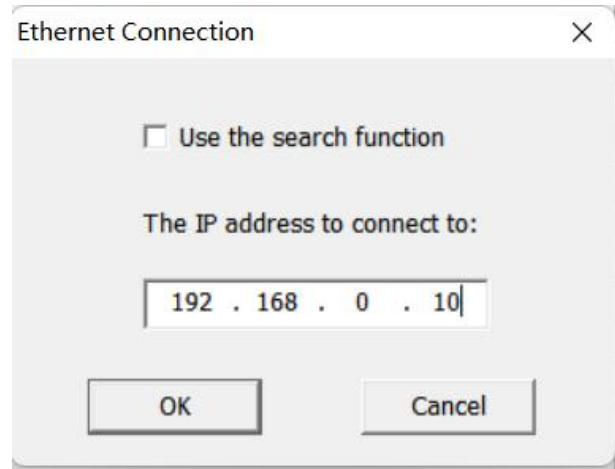 Ethernet Connection
Use the search function
The IP address to connect to:
192 . 168 . 0 . 10
OK Cancel